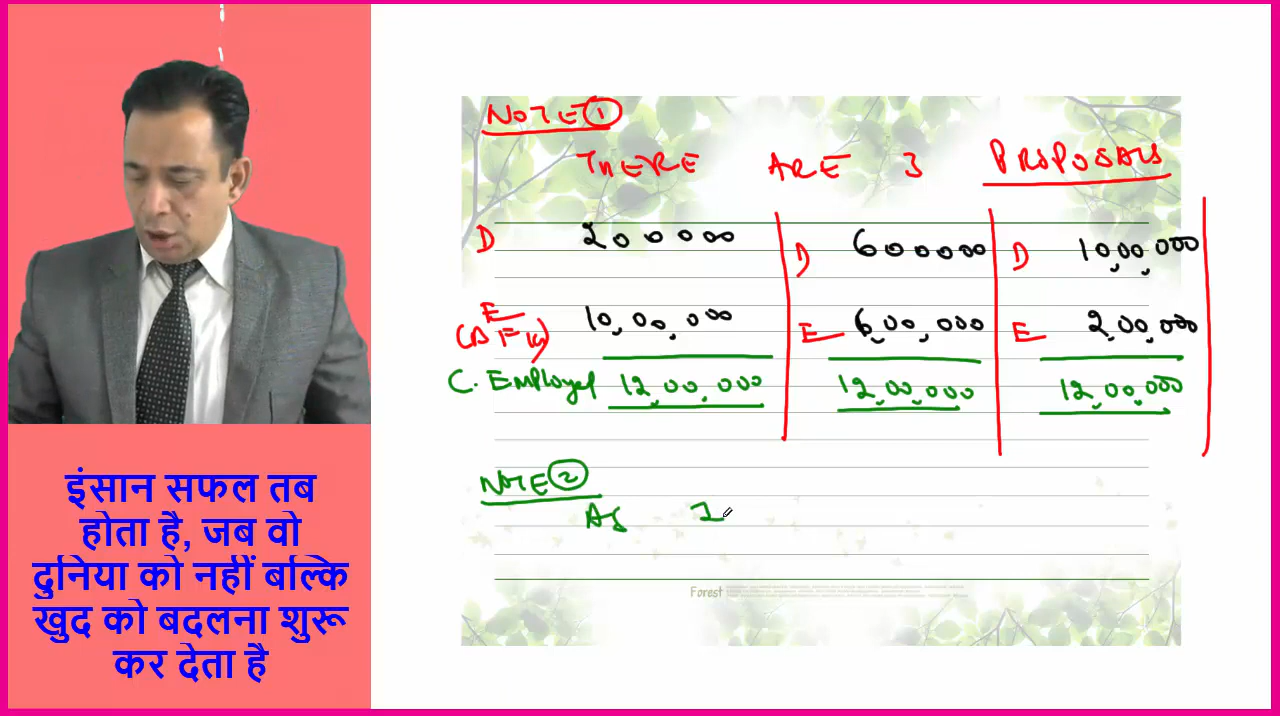 NOTE ①
THERE ARE 3 PROPOSALS
D 200000 D 600000 D 10,00,000
E 10,00,000 E 6,00,000 E 2,00,000
(B Fig)
C. Employed 12,00,000 12,00,000 12,00,000
NOTE ②
As I
Forest
इंसान सफल तब
होता है, जब वो
दुनिया को नहीं बल्कि
खुद को बदलना शुरू
कर देता है